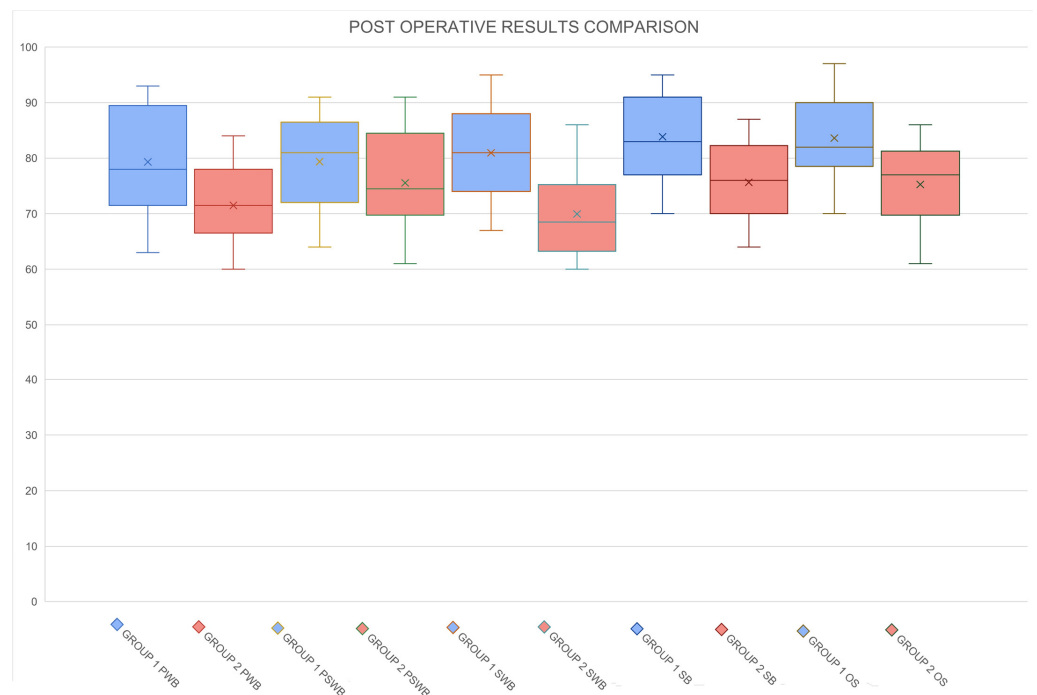 POST OPERATIVE RESULTS COMPARISON
100
90
80
70
60
50
40
30
20
10
0
GROUP 1 PWB
GROUP 2 PWB
GROUP 1 PSWB
GROUP 2 PSWB
GROUP 1 SWB
GROUP 2 SWB
GROUP 1 SB
GROUP 2 SB
GROUP 1 OS
GROUP 2 OS